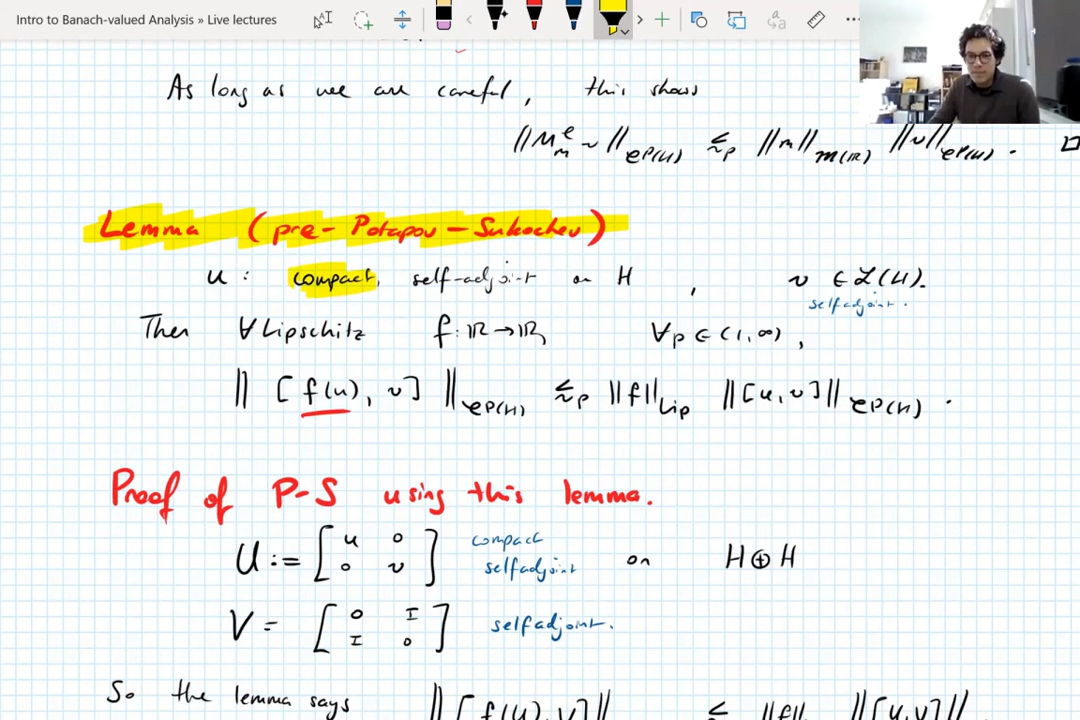 Intro to Banach-valued Analysis » Live lectures
As long as we are careful, this shows
‖M_m^e v‖_{𝒞^p(H)} ≲_p ‖m‖_{𝔪(ℝ)} ‖v‖_{𝒞^p(H)}. □
Lemma (pre-Potapov-Sukochev)
u: compact, self-adjoint on H, v ∈ ℒ(H).
selfadjoint.
Then ∀Lipschitz f: ℝ→ℝ, ∀p ∈ (1,∞),
‖[f(u), v]‖_{𝒞^p(H)} ≲_p ‖f‖_{Lip} ‖[u,v]‖_{𝒞^p(H)}.
Proof of P-S using this lemma.
U := [u 0; 0 v] compact selfadjoint on H⊕H
V = [0 I; I 0] selfadjoint.
So the lemma says ‖[f(U), V]‖ ≤ ‖f‖ ‖[U,V]‖